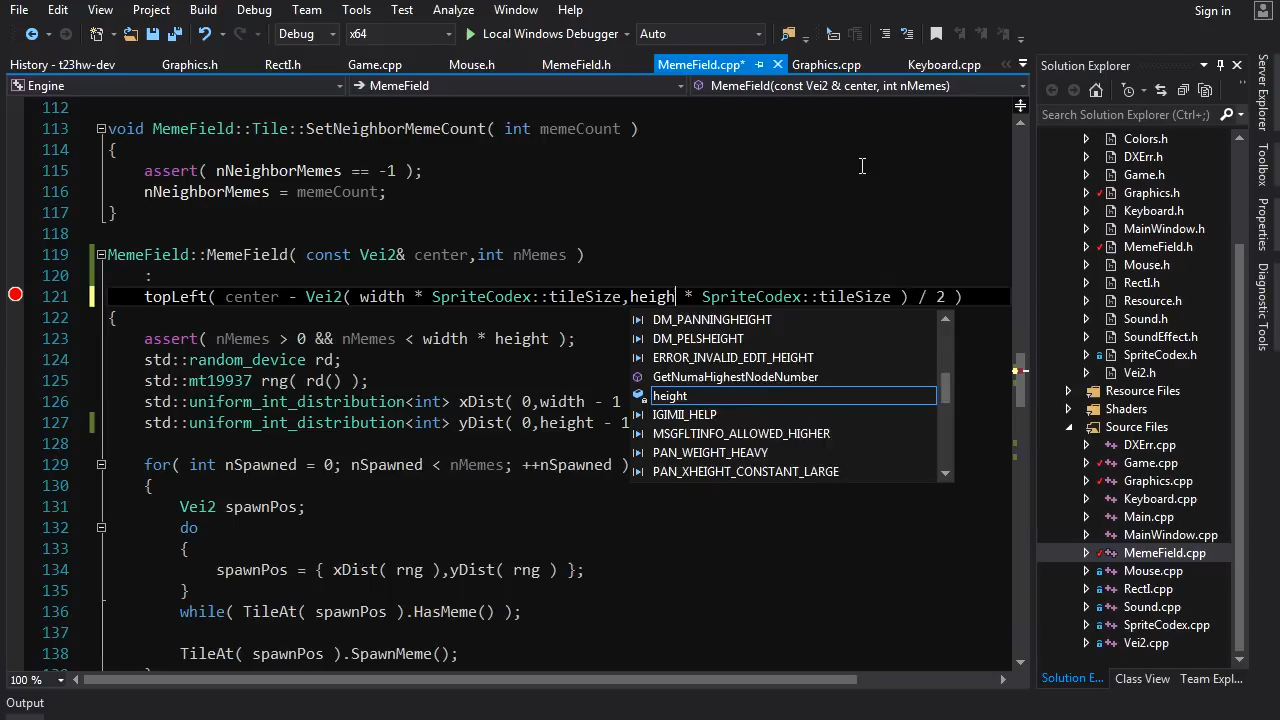 File Edit View Project Build Debug Team Tools Test Analyze Window Help Sign in
Debug x64 Local Windows Debugger Auto
History - t23hw-dev Graphics.h RectI.h Game.cpp Mouse.h MemeField.h MemeField.cpp* Graphics.cpp Keyboard.cpp
Engine MemeField MemeField(const Vei2 & center, int nMemes)
112
113 void MemeField::Tile::SetNeighborMemeCount( int memeCount )
114 {
115 assert( nNeighborMemes == -1 );
116 nNeighborMemes = memeCount;
117 }
118
119 MemeField::MemeField( const Vei2& center,int nMemes )
120 :
121 topLeft( center - Vei2( width * SpriteCodex::tileSize,heigh * SpriteCodex::tileSize ) / 2 )
122 {
123 assert( nMemes > 0 && nMemes < width * height );
124 std::random_device rd;
125 std::mt19937 rng( rd() );
126 std::uniform_int_distribution<int> xDist( 0,width - 1
127 std::uniform_int_distribution<int> yDist( 0,height - 1
128
129 for( int nSpawned = 0; nSpawned < nMemes; ++nSpawned )
130 {
131 Vei2 spawnPos;
132 do
133 {
134 spawnPos = { xDist( rng ),yDist( rng ) };
135 }
136 while( TileAt( spawnPos ).HasMeme() );
137
138 TileAt( spawnPos ).SpawnMeme();
DM_PANNINGHEIGHT
DM_PELSHEIGHT
ERROR_INVALID_EDIT_HEIGHT
GetNumaHighestNodeNumber
height
IGIMII_HELP
MSGFLTINFO_ALLOWED_HIGHER
PAN_WEIGHT_HEAVY
PAN_XHEIGHT_CONSTANT_LARGE
100 %
Output
Solution Explorer
Search Solution Explorer (Ctrl+;)
Colors.h
DXErr.h
Game.h
Graphics.h
Keyboard.h
MainWindow.h
MemeField.h
Mouse.h
RectI.h
Resource.h
Sound.h
SoundEffect.h
SpriteCodex.h
Vei2.h
Resource Files
Shaders
Source Files
DXErr.cpp
Game.cpp
Graphics.cpp
Keyboard.cpp
Main.cpp
MainWindow.cpp
MemeField.cpp
Mouse.cpp
RectI.cpp
Sound.cpp
SpriteCodex.cpp
Vei2.cpp
Solution E... Class View Team Expl...
Server Explorer
Toolbox
Properties